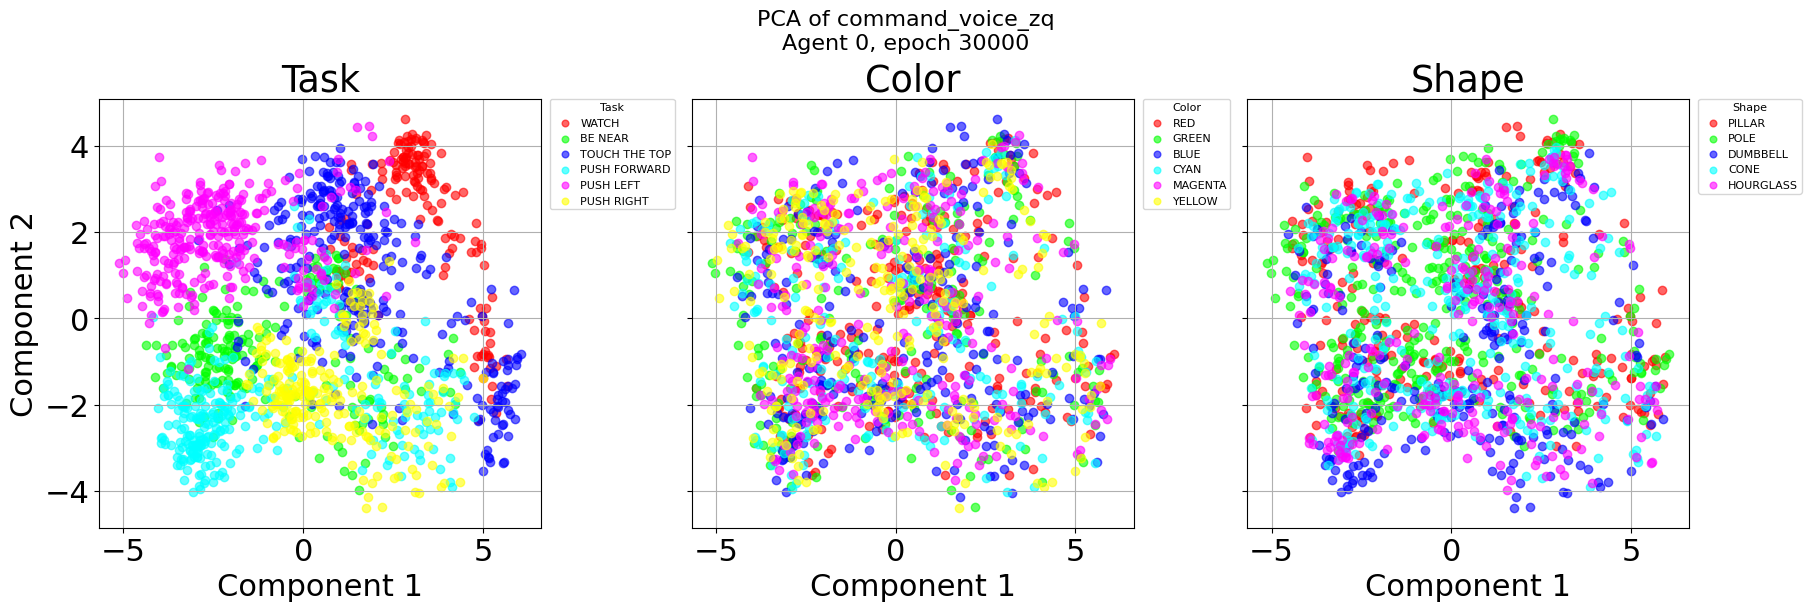 PCA of command_voice_zq
Agent 0, epoch 30000
Task
Component 2
4
2
0
−2
−4
−5 0 5
Component 1
Task
WATCH
BE NEAR
TOUCH THE TOP
PUSH FORWARD
PUSH LEFT
PUSH RIGHT
Color
−5 0 5
Component 1
Color
RED
GREEN
BLUE
CYAN
MAGENTA
YELLOW
Shape
−5 0 5
Component 1
Shape
PILLAR
POLE
DUMBBELL
CONE
HOURGLASS